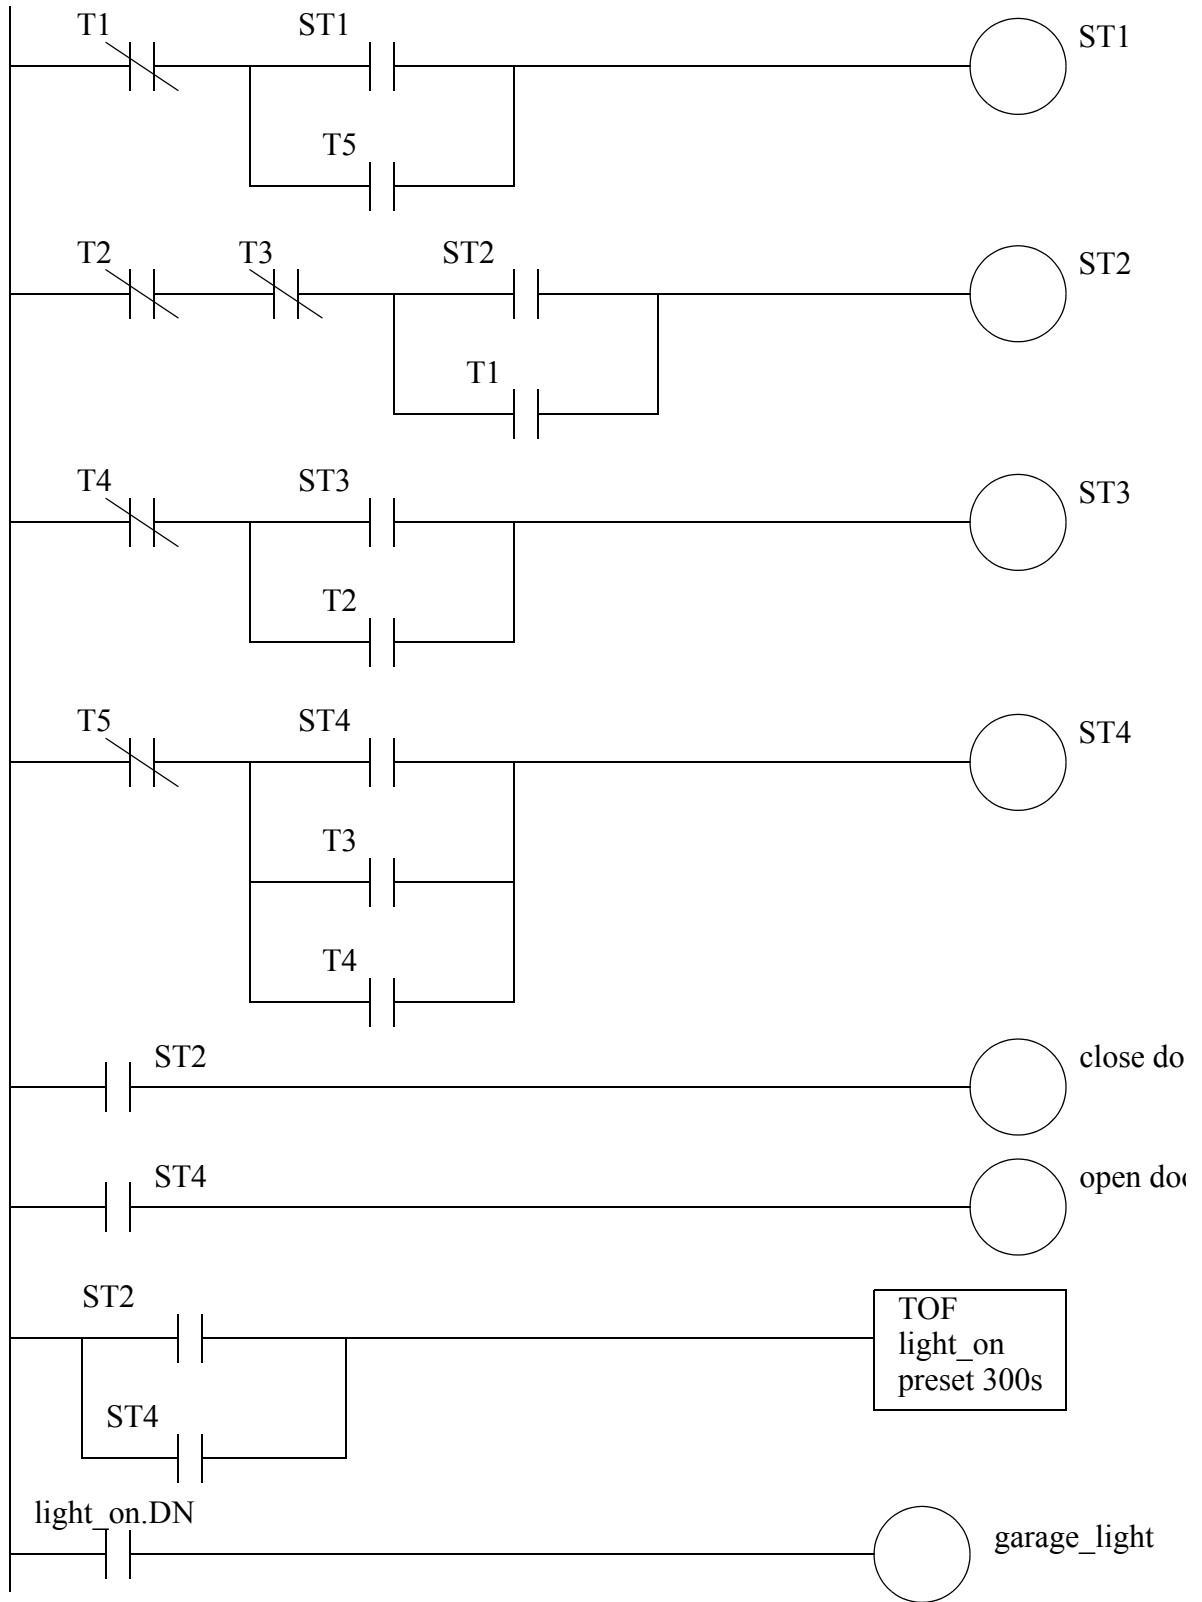 T1 ST1 ST1
T5
T2 T3 ST2 ST2
T1
T4 ST3 ST3
T2
T5 ST4 ST4
T3
T4
ST2 close do
ST4 open doo
ST2
TOF
light_on
preset 300s
ST4
light_on.DN
garage_light